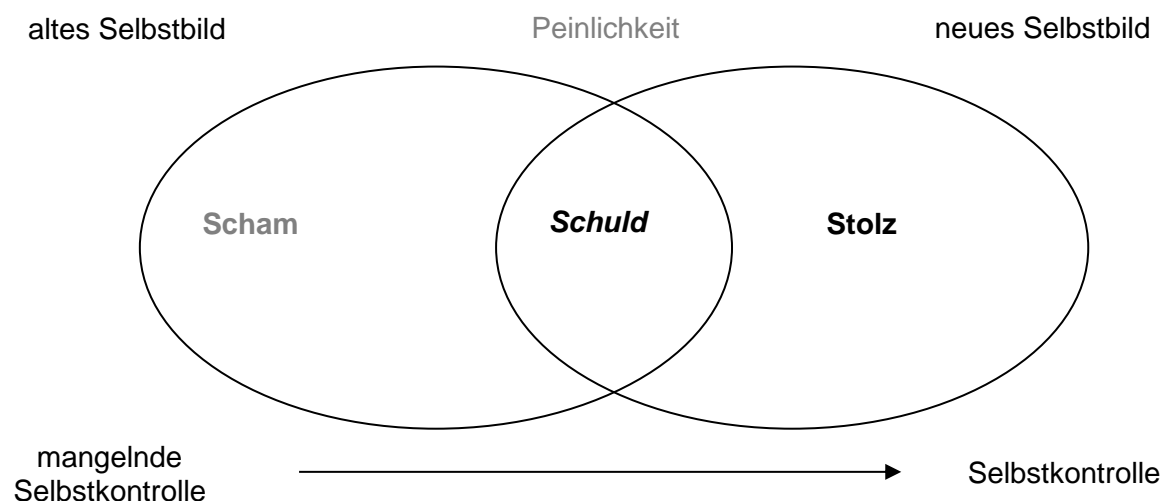 altes Selbstbild
Peinlichkeit
neues Selbstbild
Scham
Schuld
Stolz
mangelnde
Selbstkontrolle
Selbstkontrolle